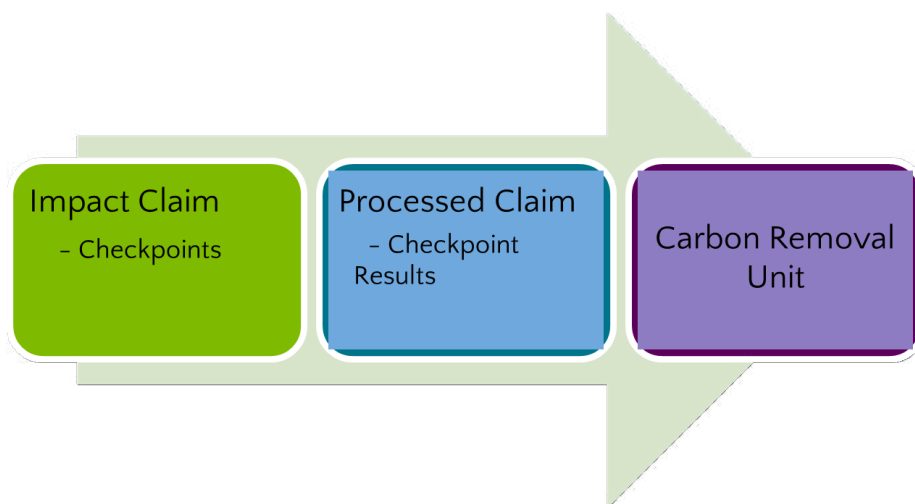 Impact Claim
– Checkpoints
Processed Claim
– Checkpoint
Results
Carbon Removal
Unit